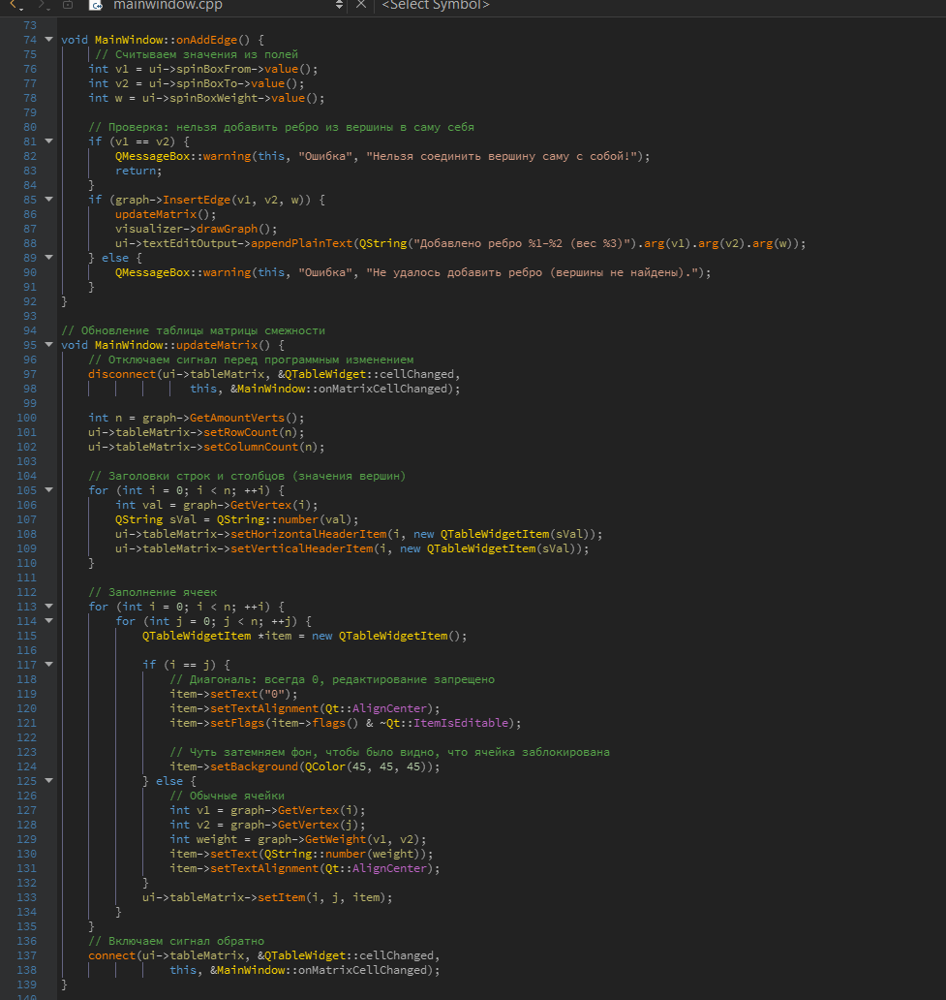 mainwindow.cpp <Select Symbol>
73
74 void MainWindow::onAddEdge() {
75 // Считываем значения из полей
76 int v1 = ui->spinBoxFrom->value();
77 int v2 = ui->spinBoxTo->value();
78 int w = ui->spinBoxWeight->value();
79
80 // Проверка: нельзя добавить ребро из вершины в саму себя
81 if (v1 == v2) {
82 QMessageBox::warning(this, "Ошибка", "Нельзя соединить вершину саму с собой!");
83 return;
84 }
85 if (graph->InsertEdge(v1, v2, w)) {
86 updateMatrix();
87 visualizer->drawGraph();
88 ui->textEditOutput->appendPlainText(QString("Добавлено ребро %1-%2 (вес %3)").arg(v1).arg(v2).arg(w));
89 } else {
90 QMessageBox::warning(this, "Ошибка", "Не удалось добавить ребро (вершины не найдены).");
91 }
92 }
93
94 // Обновление таблицы матрицы смежности
95 void MainWindow::updateMatrix() {
96 // Отключаем сигнал перед программным изменением
97 disconnect(ui->tableMatrix, &QTableWidget::cellChanged,
98 this, &MainWindow::onMatrixCellChanged);
99
100 int n = graph->GetAmountVerts();
101 ui->tableMatrix->setRowCount(n);
102 ui->tableMatrix->setColumnCount(n);
103
104 // Заголовки строк и столбцов (значения вершин)
105 for (int i = 0; i < n; ++i) {
106 int val = graph->GetVertex(i);
107 QString sVal = QString::number(val);
108 ui->tableMatrix->setHorizontalHeaderItem(i, new QTableWidgetItem(sVal));
109 ui->tableMatrix->setVerticalHeaderItem(i, new QTableWidgetItem(sVal));
110 }
111
112 // Заполнение ячеек
113 for (int i = 0; i < n; ++i) {
114 for (int j = 0; j < n; ++j) {
115 QTableWidgetItem *item = new QTableWidgetItem();
116
117 if (i == j) {
118 // Диагональ: всегда 0, редактирование запрещено
119 item->setText("0");
120 item->setTextAlignment(Qt::AlignCenter);
121 item->setFlags(item->flags() & ~Qt::ItemIsEditable);
122
123 // Чуть затемняем фон, чтобы было видно, что ячейка заблокирована
124 item->setBackground(QColor(45, 45, 45));
125 } else {
126 // Обычные ячейки
127 int v1 = graph->GetVertex(i);
128 int v2 = graph->GetVertex(j);
129 int weight = graph->GetWeight(v1, v2);
130 item->setText(QString::number(weight));
131 item->setTextAlignment(Qt::AlignCenter);
132 }
133 ui->tableMatrix->setItem(i, j, item);
134 }
135 }
136 // Включаем сигнал обратно
137 connect(ui->tableMatrix, &QTableWidget::cellChanged,
138 this, &MainWindow::onMatrixCellChanged);
139 }
140